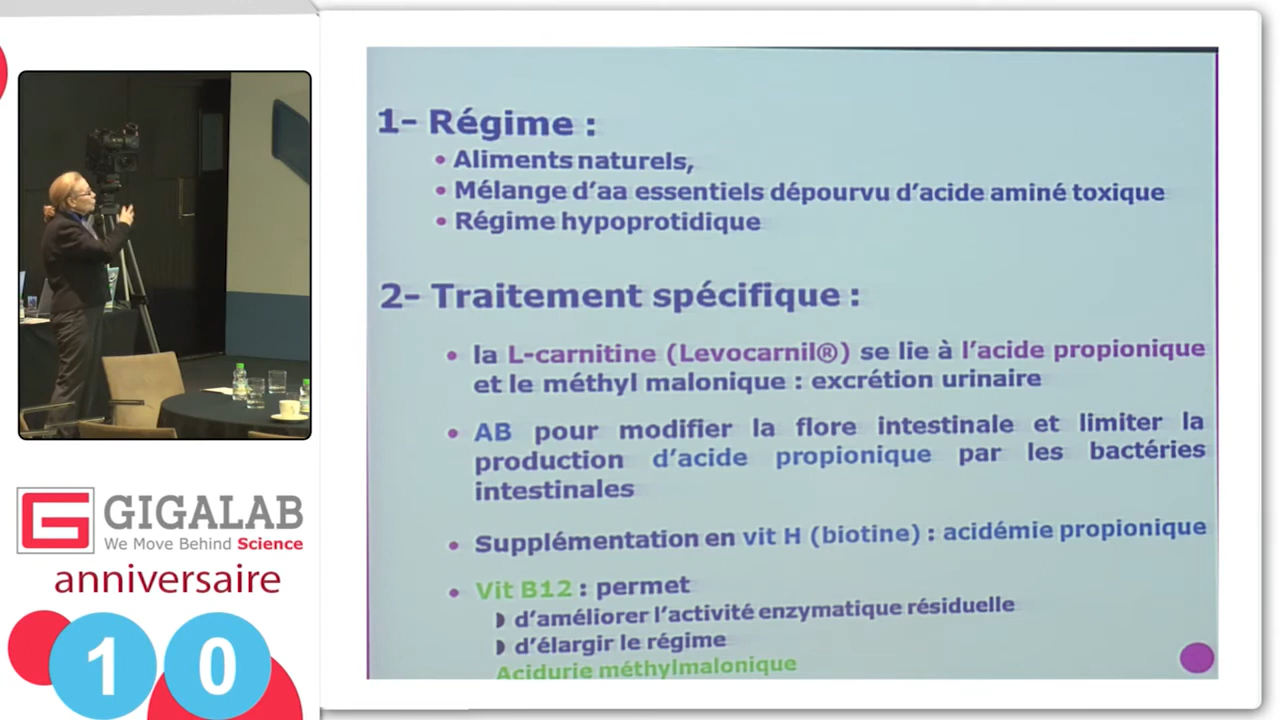 1- Régime :
• Aliments naturels,
• Mélange d'aa essentiels dépourvu d'acide aminé toxique
• Régime hypoprotidique
2- Traitement spécifique :
• la L-carnitine (Levocarnil®) se lie à l'acide propionique
et le méthyl malonique : excrétion urinaire
• AB pour modifier la flore intestinale et limiter la
production d'acide propionique par les bactéries
intestinales
• Supplémentation en vit H (biotine) : acidémie propionique
• Vit B12 : permet
d'améliorer l'activité enzymatique résiduelle
d'élargir le régime
Acidurie méthylmalonique
GIGALAB
We Move Behind Science
anniversaire
10